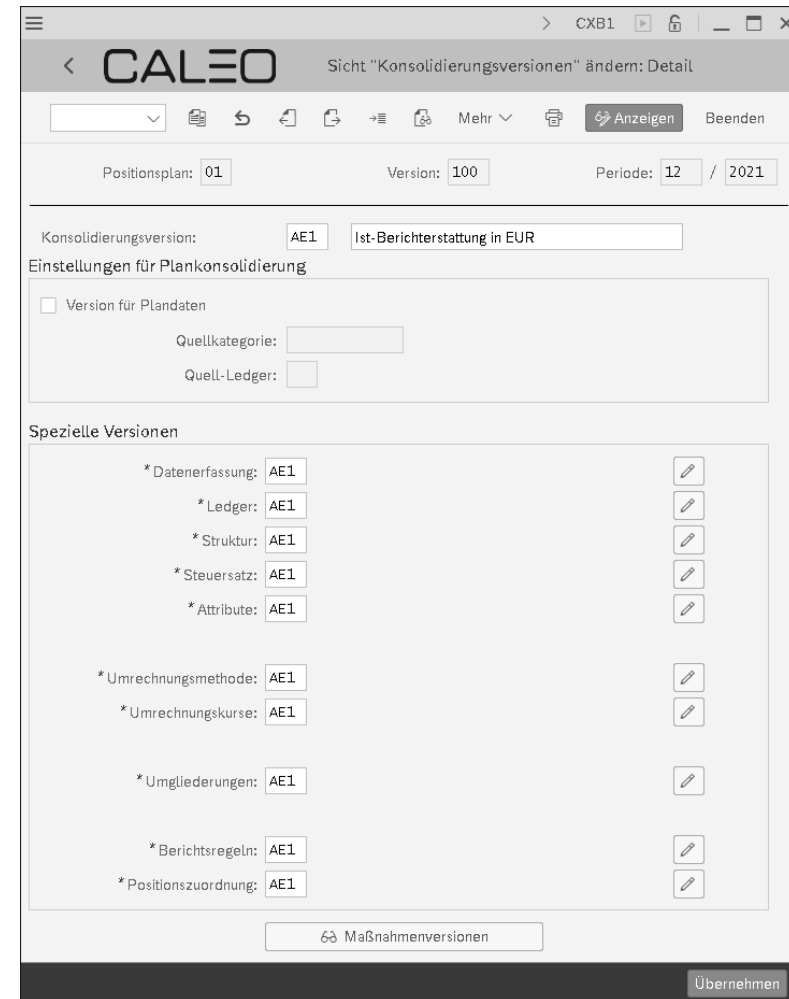 CXB1
CALEO Sicht "Konsolidierungsversionen" ändern: Detail
Mehr Anzeigen Beenden
Positionsplan: 01 Version: 100 Periode: 12 / 2021
Konsolidierungsversion: AE1 Ist-Berichterstattung in EUR
Einstellungen für Plankonsolidierung
Version für Plandaten
Quellkategorie:
Quell-Ledger:
Spezielle Versionen
*Datenerfassung: AE1
*Ledger: AE1
*Struktur: AE1
*Steuersatz: AE1
*Attribute: AE1
*Umrechnungsmethode: AE1
*Umrechnungskurse: AE1
*Umgliederungen: AE1
*Berichtsregeln: AE1
*Positionszuordnung: AE1
Maßnahmenversionen
Übernehmen